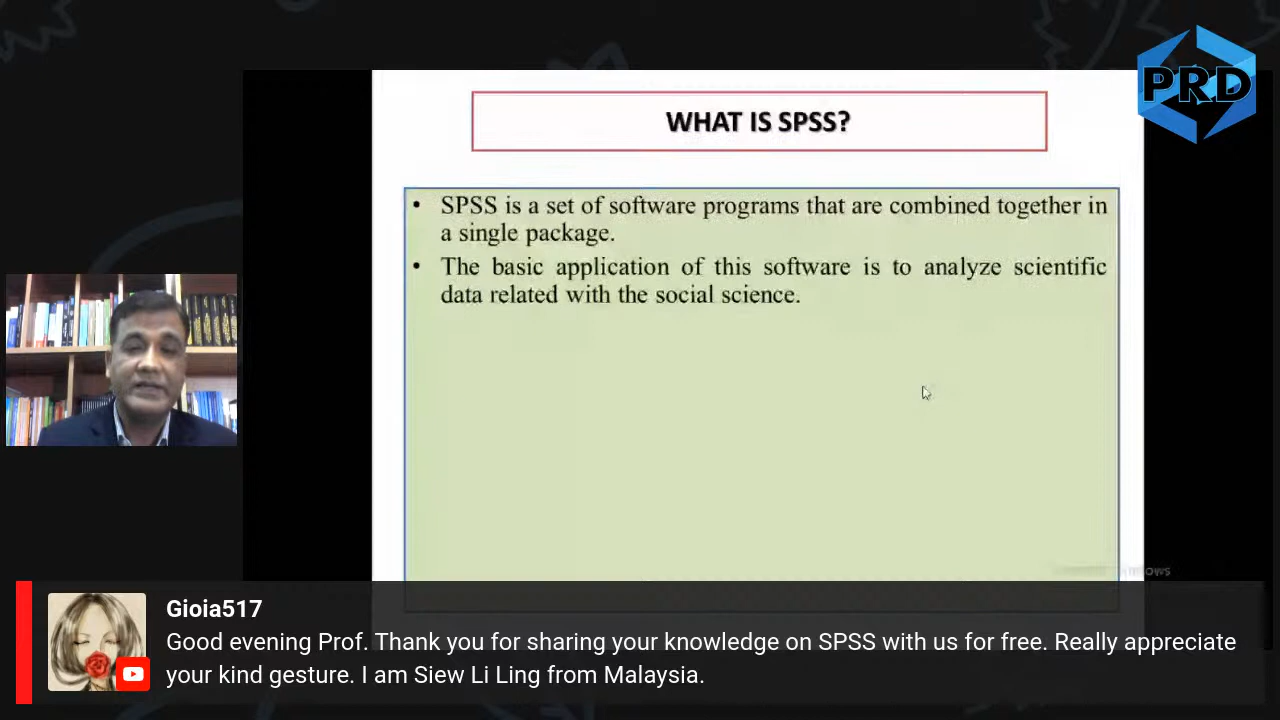 PRD
WHAT IS SPSS?
• SPSS is a set of software programs that are combined together in
a single package.
• The basic application of this software is to analyze scientific
data related with the social science.
Gioia517
Good evening Prof. Thank you for sharing your knowledge on SPSS with us for free. Really appreciate
your kind gesture. I am Siew Li Ling from Malaysia.